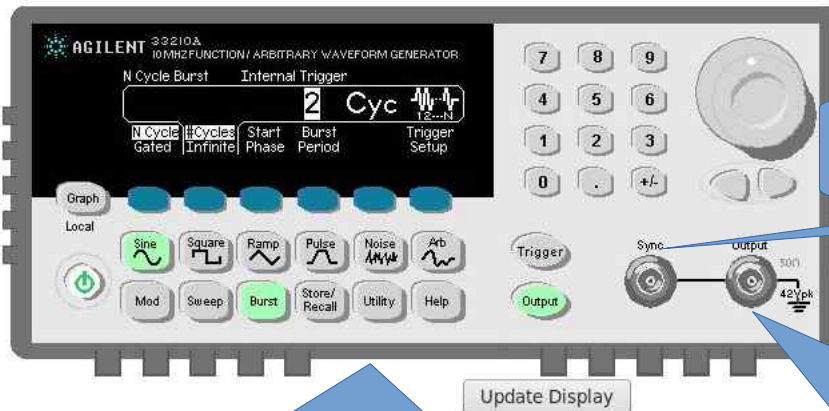 AGILENT 33210A
10 MHZ FUNCTION / ARBITRARY WAVEFORM GENERATOR
N Cycle Burst Internal Trigger
2 Cyc
12---N
N Cycle #Cycles Start Burst Trigger
Gated Infinite Phase Period Setup
7 8 9
4 5 6
1 2 3
0 . +/-
Graph
Local
Sine Square Ramp Pulse Noise Arb
Mod Sweep Burst Store/ Recall Utility Help
Trigger
Output
Sync Output
50Ω
42Vpk
Update Display